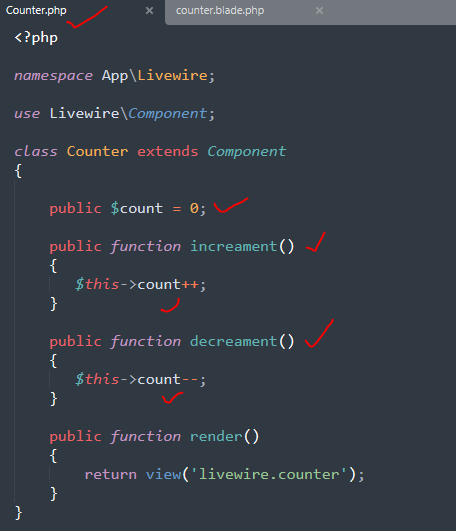 Counter.php × counter.blade.php ×
<?php
namespace App\Livewire;
use Livewire\Component;
class Counter extends Component
{
public $count = 0;
public function increament()
{
$this->count++;
}
public function decreament()
{
$this->count--;
}
public function render()
{
return view('livewire.counter');
}
}